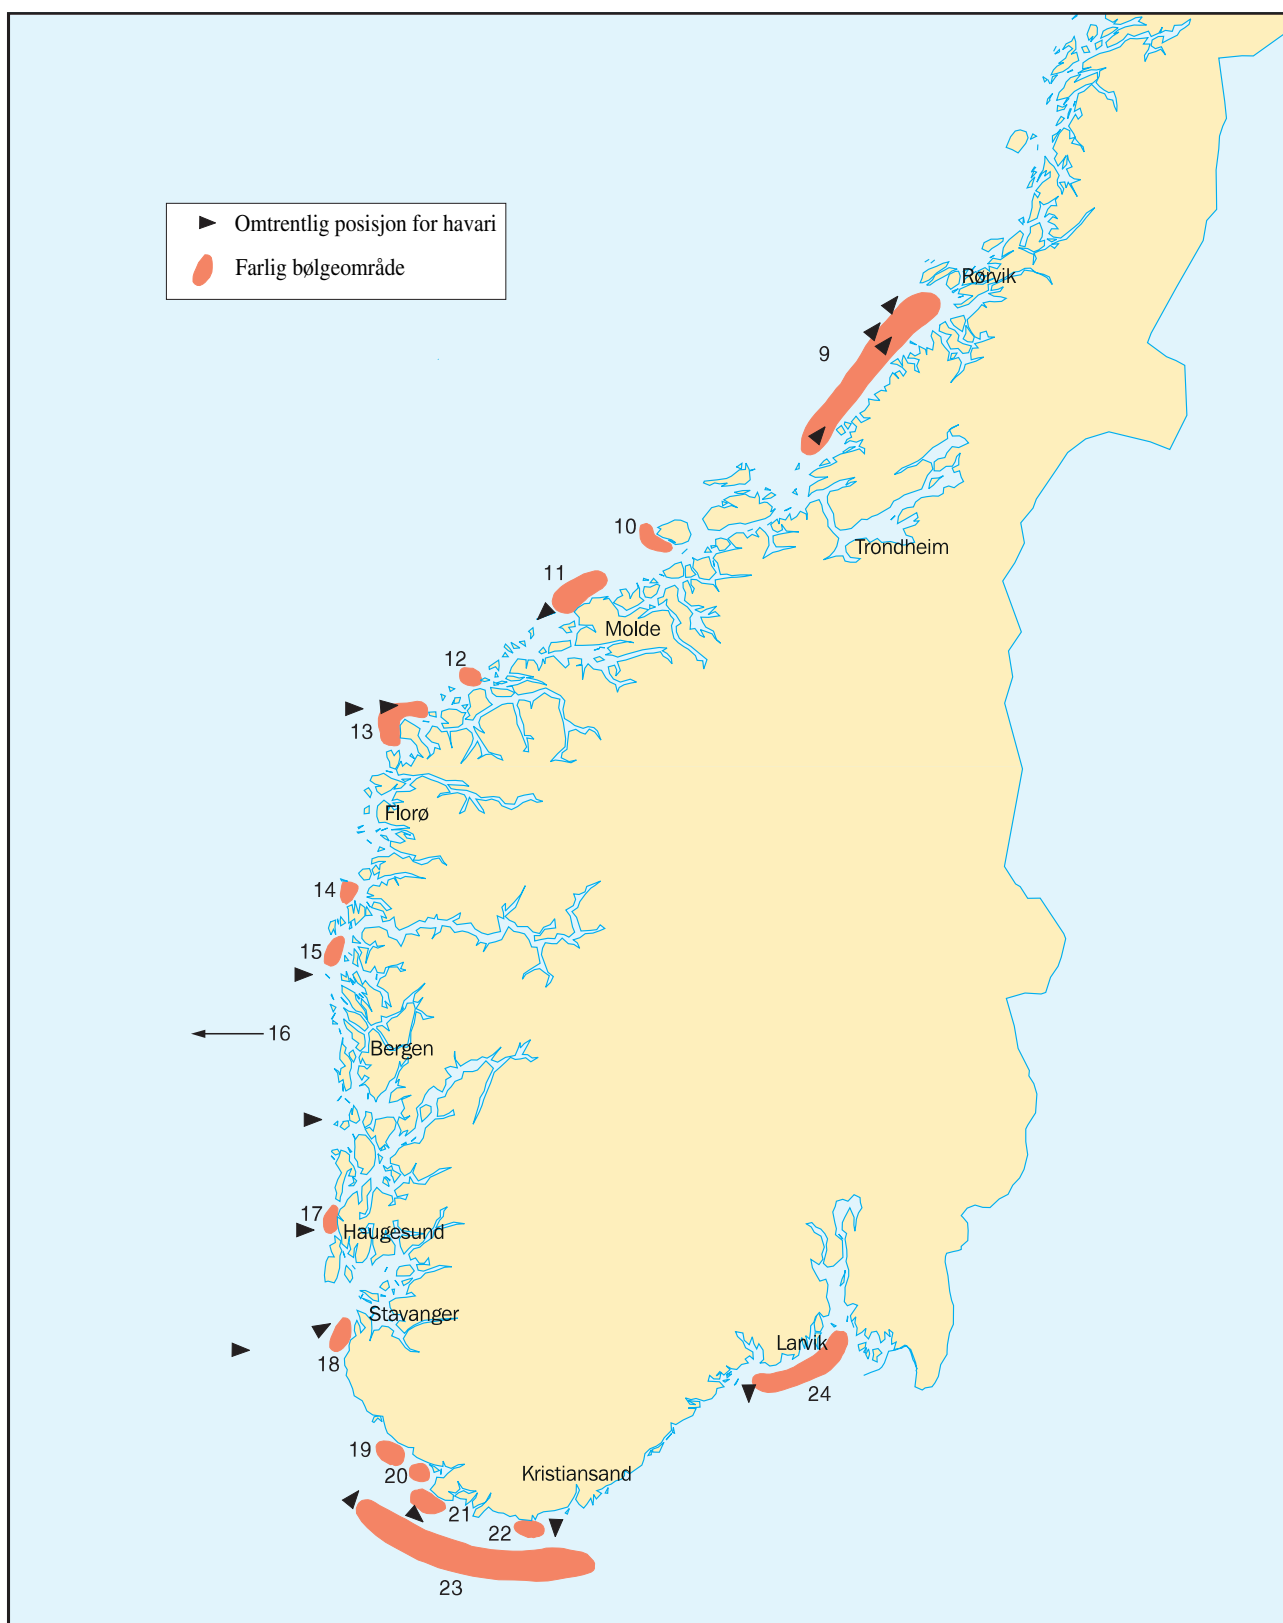 Omtrentlig posisjon for havari
Farlig bølgeområde
Rørvik
9
10
Trondheim
11
Molde
12
13
Florø
14
15
16
Bergen
17
Haugesund
Stavanger
18
Larvik
24
19
20
Kristiansand
21
22
23